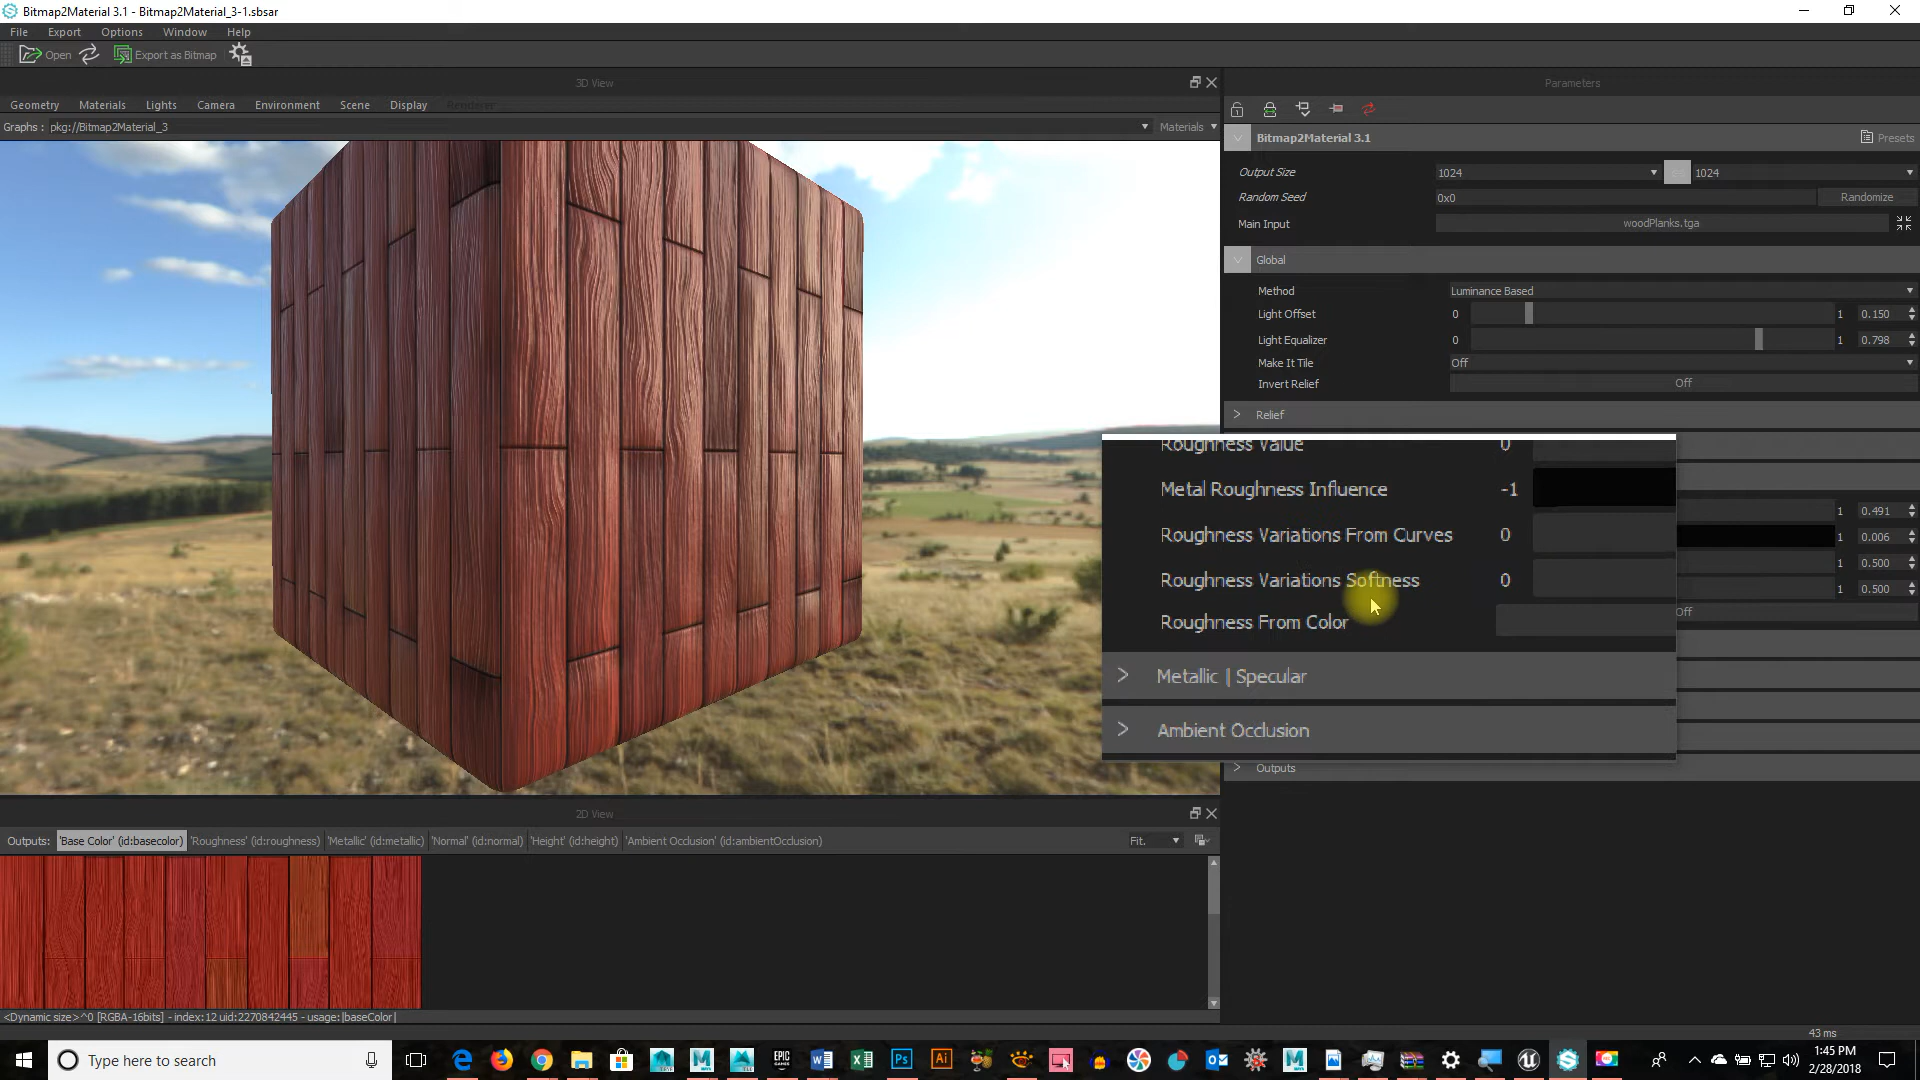 Bitmap2Material 3.1 - Bitmap2Material_3-1.sbsar
File Export Options Window Help
Open Export as Bitmap
3D View
Parameters
Geometry Materials Lights Camera Environment Scene Display Renderer
Graphs : pkg://Bitmap2Material_3 Materials
Bitmap2Material 3.1 Presets
Output Size 1024 1024
Random Seed 0x0 Randomize
Main Input woodPlanks.tga
Global
Method Luminance Based
Light Offset 0 1 0.150
Light Equalizer 0 1 0.798
Make It Tile Off
Invert Relief Off
Relief
Roughness Value 0
Metal Roughness Influence -1
1 0.491
Roughness Variations From Curves 0
1 0.006
1 0.500
Roughness Variations Softness 0
1 0.500
Roughness From Color
Off
Metallic | Specular
Ambient Occlusion
Outputs
2D View
Outputs: 'Base Color' (id:basecolor) 'Roughness' (id:roughness) 'Metallic' (id:metallic) 'Normal' (id:normal) 'Height' (id:height) 'Ambient Occlusion' (id:ambientOcclusion) Fit.
<Dynamic size>^0 [RGBA-16bits] - index:12 uid:2270842445 - usage:|baseColor|
43 ms
Type here to search
1:45 PM
2/28/2018